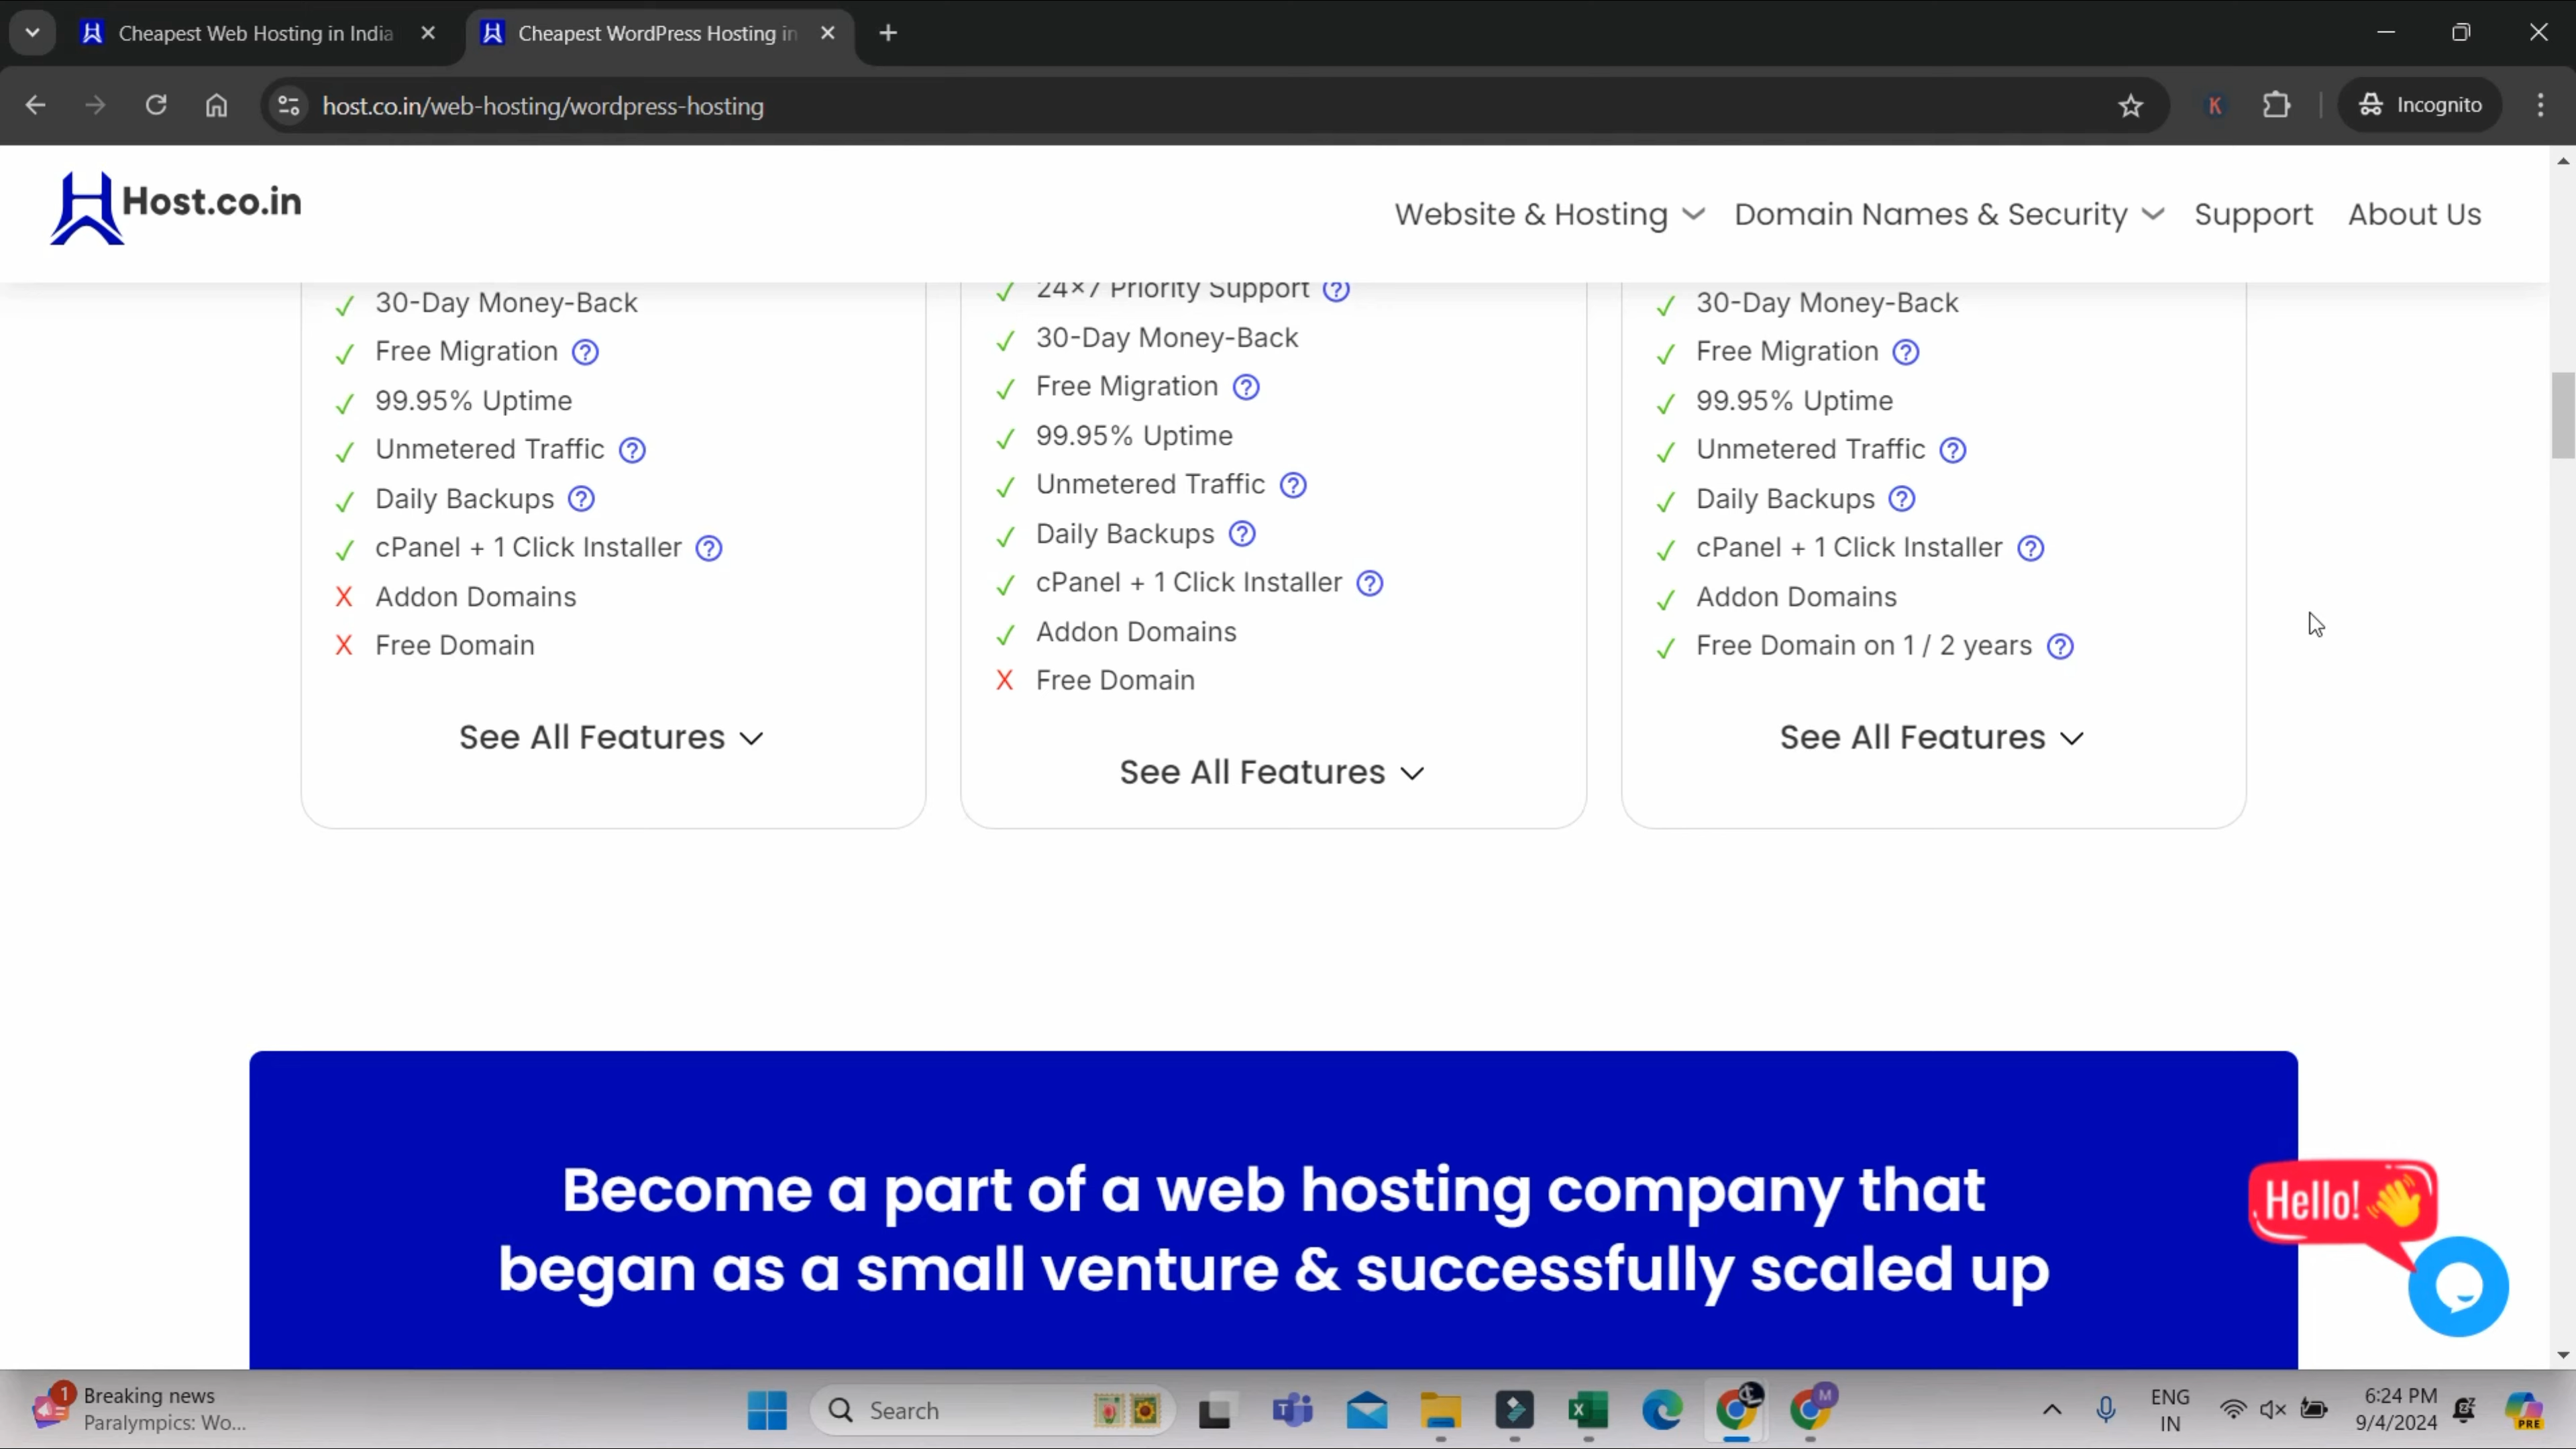 Cheapest Web Hosting in India
Cheapest WordPress Hosting in
host.co.in/web-hosting/wordpress-hosting
K
Incognito
Host.co.in
Website & Hosting
Domain Names & Security
Support
About Us
✓ 30-Day Money-Back
✓ Free Migration ?
✓ 99.95% Uptime
✓ Unmetered Traffic ?
✓ Daily Backups ?
✓ cPanel + 1 Click Installer ?
X Addon Domains
X Free Domain
See All Features
✓ 24×7 Priority Support ?
✓ 30-Day Money-Back
✓ Free Migration ?
✓ 99.95% Uptime
✓ Unmetered Traffic ?
✓ Daily Backups ?
✓ cPanel + 1 Click Installer ?
✓ Addon Domains
X Free Domain
See All Features
✓ 30-Day Money-Back
✓ Free Migration ?
✓ 99.95% Uptime
✓ Unmetered Traffic ?
✓ Daily Backups ?
✓ cPanel + 1 Click Installer ?
✓ Addon Domains
✓ Free Domain on 1 / 2 years ?
See All Features
Become a part of a web hosting company that
began as a small venture & successfully scaled up
Hello! 👋
1
Breaking news
Paralympics: Wo...
Search
T
X
M
ENG
IN
6:24 PM
9/4/2024
PRE